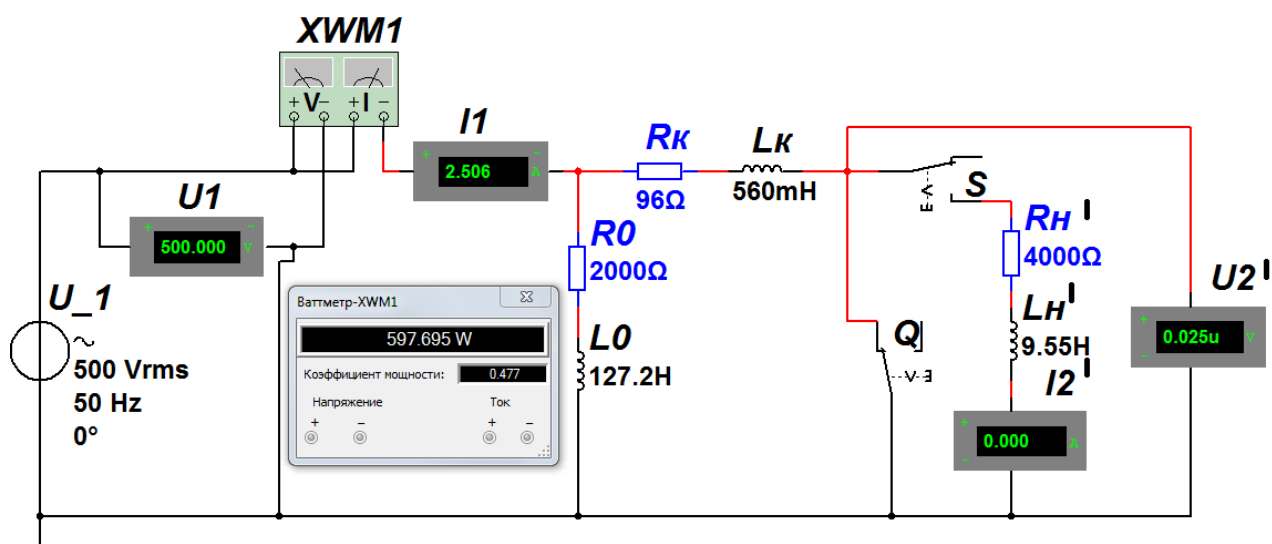 XWM1
+ V − + I −
I1
+ −
2.506 A
Rк
96Ω
Lк
560mH
S
U1
+ −
500.000 V
R0
2000Ω
Rн'
4000Ω
U2'
+
−
0.025u V
U_1
500 Vrms
50 Hz
0°
Ваттметр-XWM1
597.695 W
Коэффициент мощности: 0.477
Напряжение Ток
+ − + −
L0
127.2H
Q
Lн'
9.55H
I2'
+
−
0.000 A